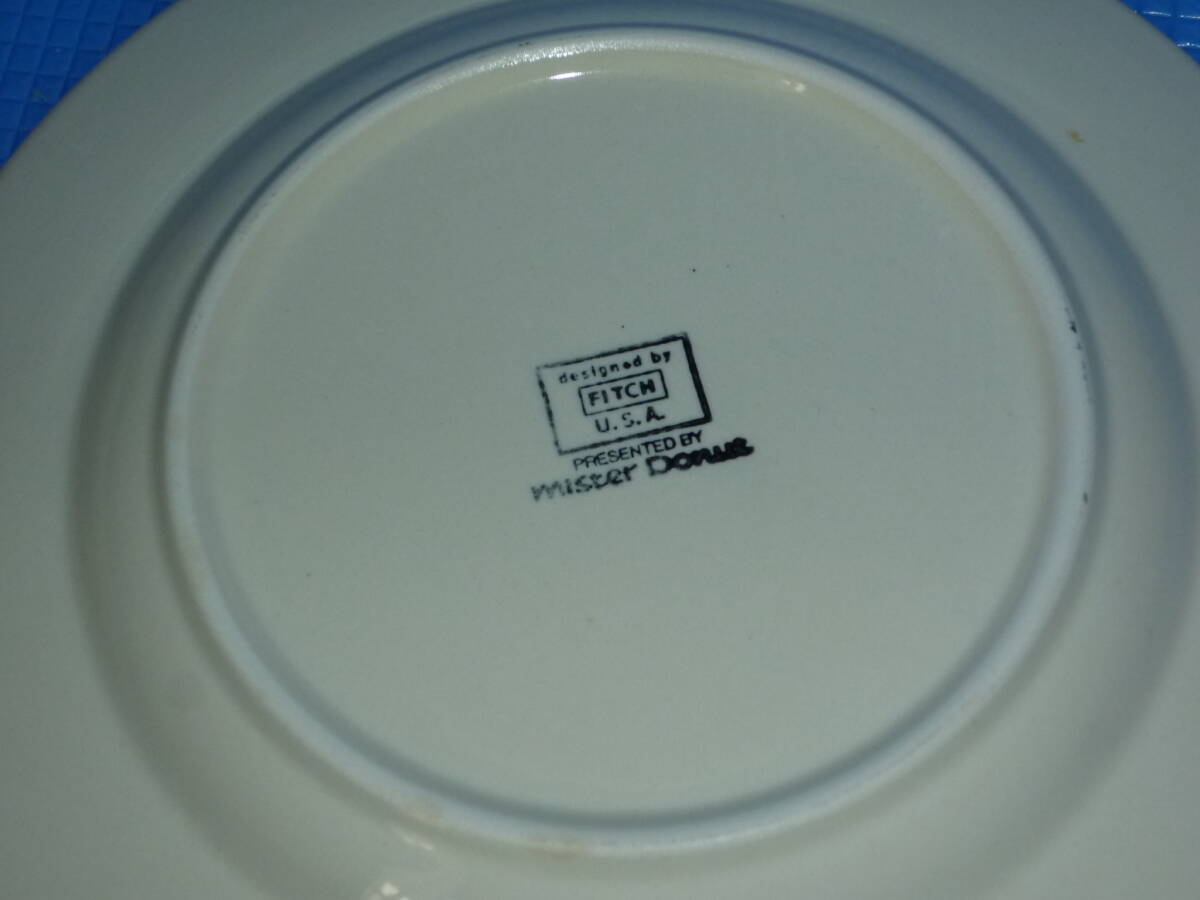 designed by
FITCH
U.S.A.
PRESENTED BY
mister Donut